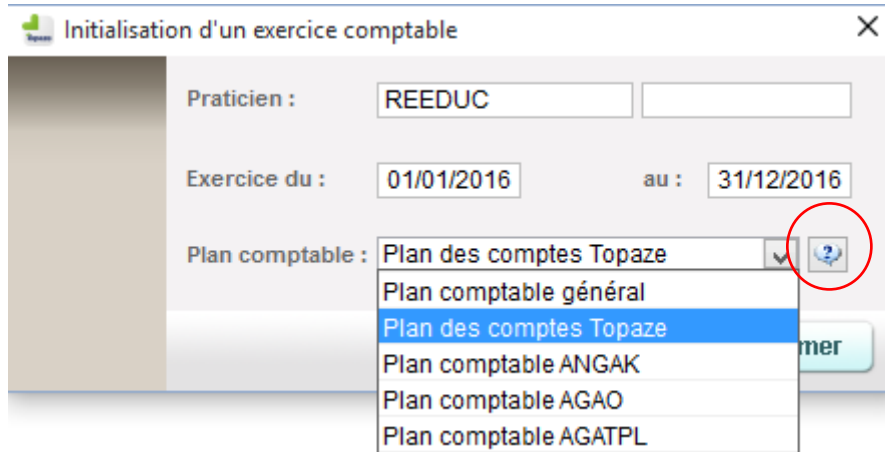 Initialisation d'un exercice comptable
Praticien : REEDUC
Exercice du : 01/01/2016 au : 31/12/2016
Plan comptable : Plan des comptes Topaze
Plan comptable général
Plan des comptes Topaze
mer
Plan comptable ANGAK
Plan comptable AGAO
Plan comptable AGATPL